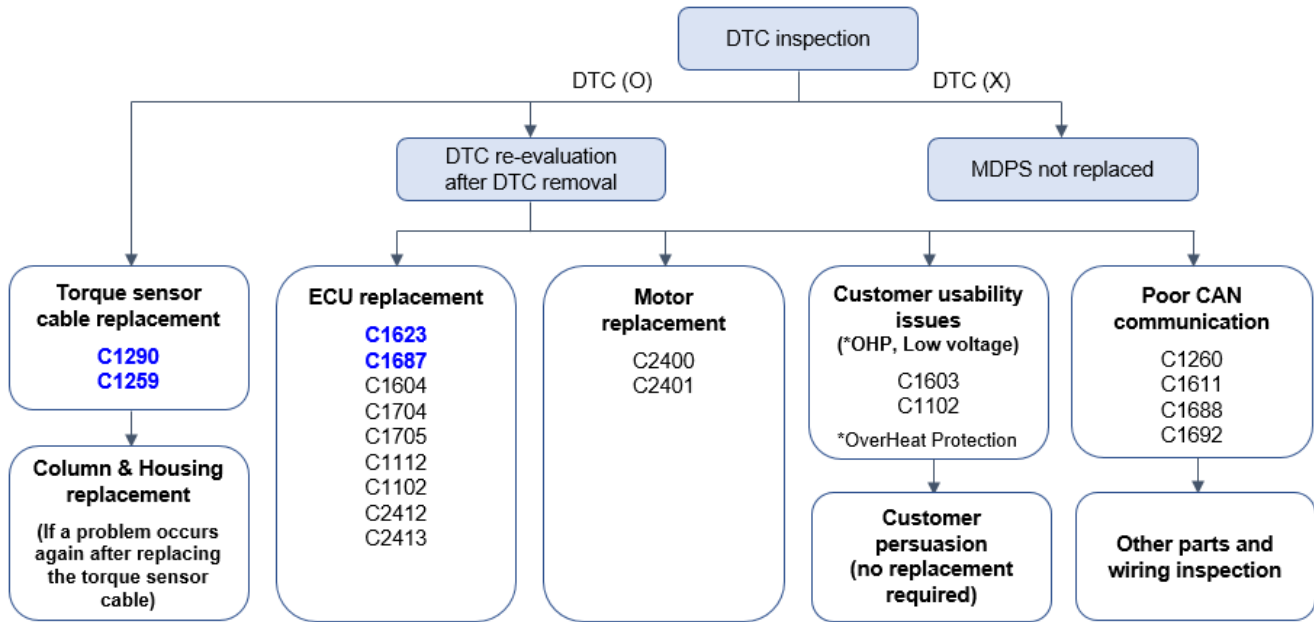 DTC inspection
DTC (O)
DTC (X)
DTC re-evaluation
after DTC removal
MDPS not replaced
Torque sensor
cable replacement
C1290
C1259
Column & Housing
replacement
(If a problem occurs
again after replacing
the torque sensor
cable)
ECU replacement
C1623
C1687
C1604
C1704
C1705
C1112
C1102
C2412
C2413
Motor
replacement
C2400
C2401
Customer usability
issues
(*OHP, Low voltage)
C1603
C1102
*OverHeat Protection
Customer
persuasion
(no replacement
required)
Poor CAN
communication
C1260
C1611
C1688
C1692
Other parts and
wiring inspection